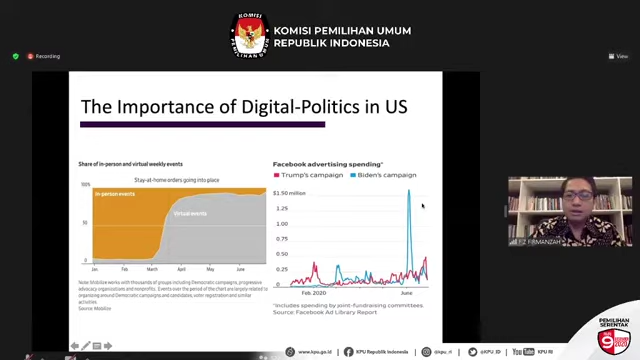 KOMISI
PEMILIHAN
UMUM
KOMISI PEMILIHAN UMUM
REPUBLIK INDONESIA
Recording
View
The Importance of Digital-Politics in US
Share of in-person and virtual weekly events
Stay-at-home orders going into place
100%
In-person events
Virtual events
50
0
Jan
Feb
March
April
May
June
Note: Mobilize works with thousands of groups including Democratic campaigns, progressive
advocacy organizations and nonprofits. Events over the period of the chart are largely related to
organizing around Democratic campaigns and candidates, voter registration and similar
activities
Source: Mobilize
Facebook advertising spending*
Trump's campaign
Biden's campaign
$1.50 million
1.25
1.00
0.75
0.50
0.25
0
Feb. 2020
June
*Includes spending by joint-fundraising committees.
Source: Facebook Ad Library Report
FIRMANZAH
PEMILIHAN
SERENTAK
9
2020
www.kpu.go.id
KPU Republik Indonesia
@kpu_ri
@KPU_ID
YouTube
KPU RI